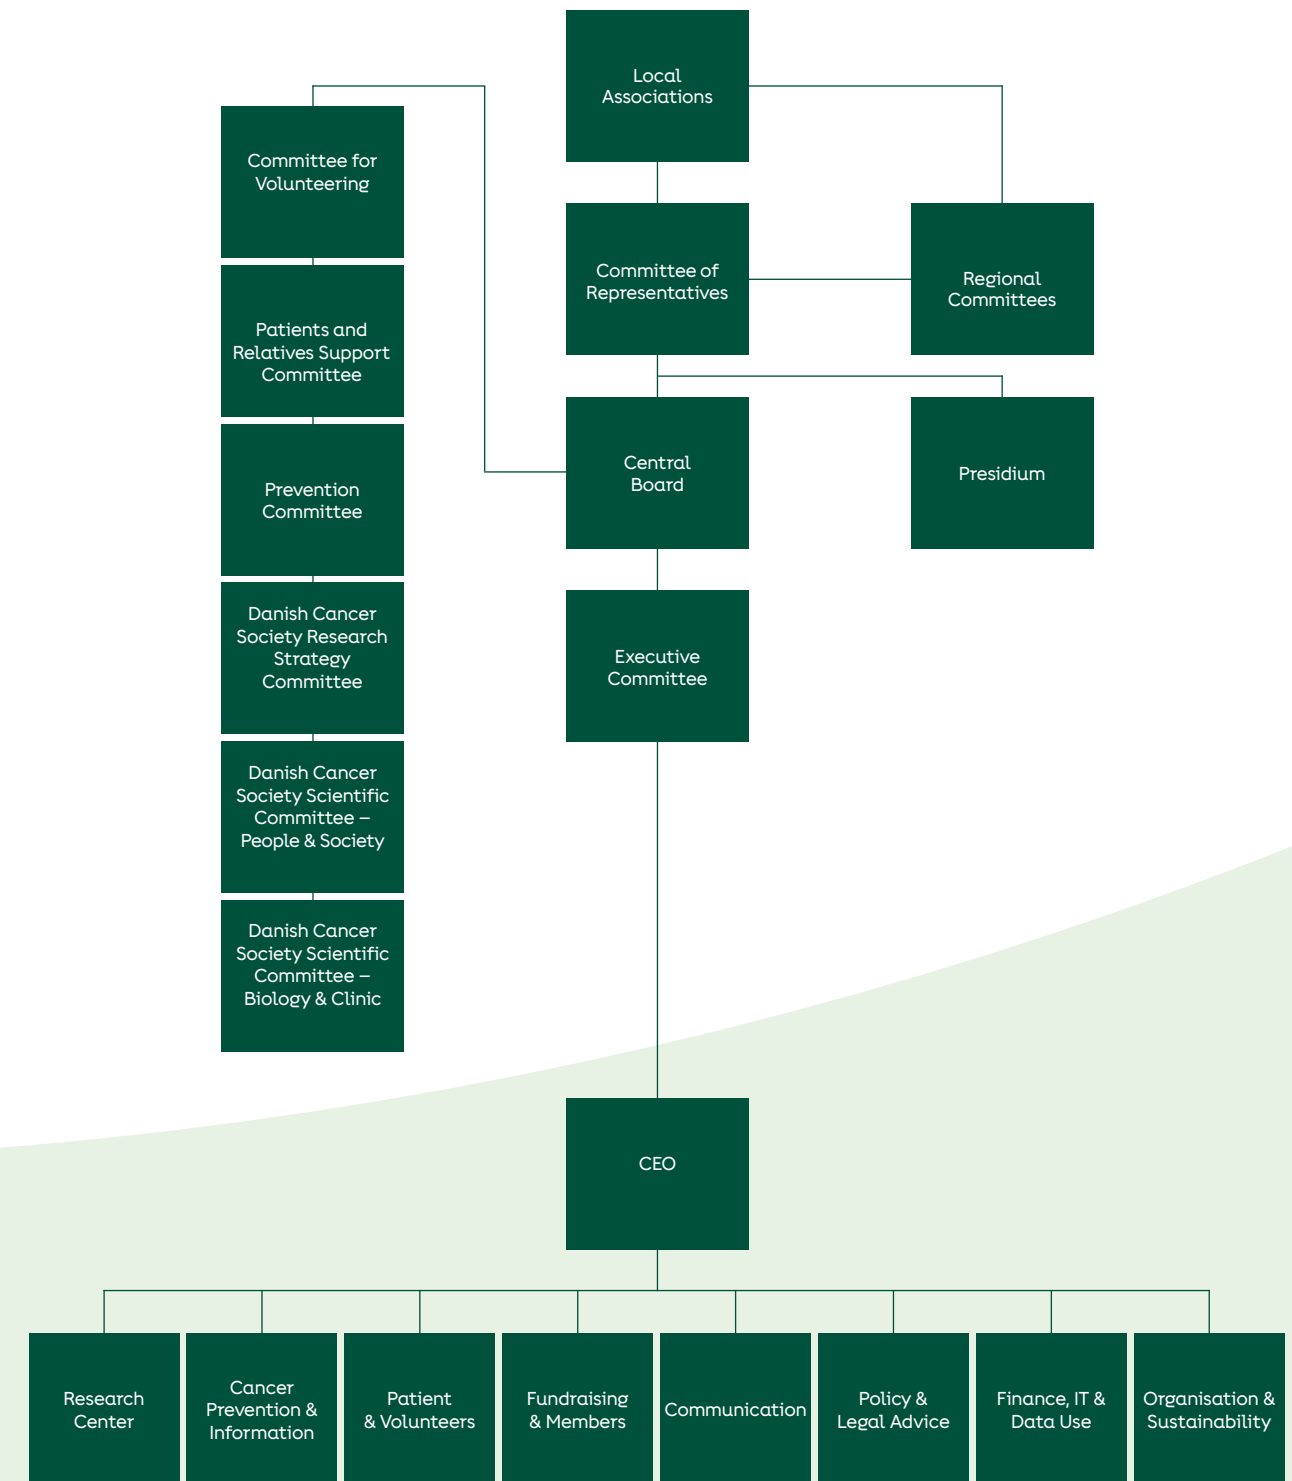 Local
Associations
Committee for
Volunteering
Committee of
Representatives
Regional
Committees
Patients and
Relatives Support
Committee
Central
Board
Presidium
Prevention
Committee
Danish Cancer
Society Research
Strategy
Committee
Executive
Committee
Danish Cancer
Society Scientific
Committee –
People & Society
Danish Cancer
Society Scientific
Committee –
Biology & Clinic
CEO
Research
Center
Cancer
Prevention &
Information
Patient
& Volunteers
Fundraising
& Members
Communication
Policy &
Legal Advice
Finance, IT &
Data Use
Organisation &
Sustainability